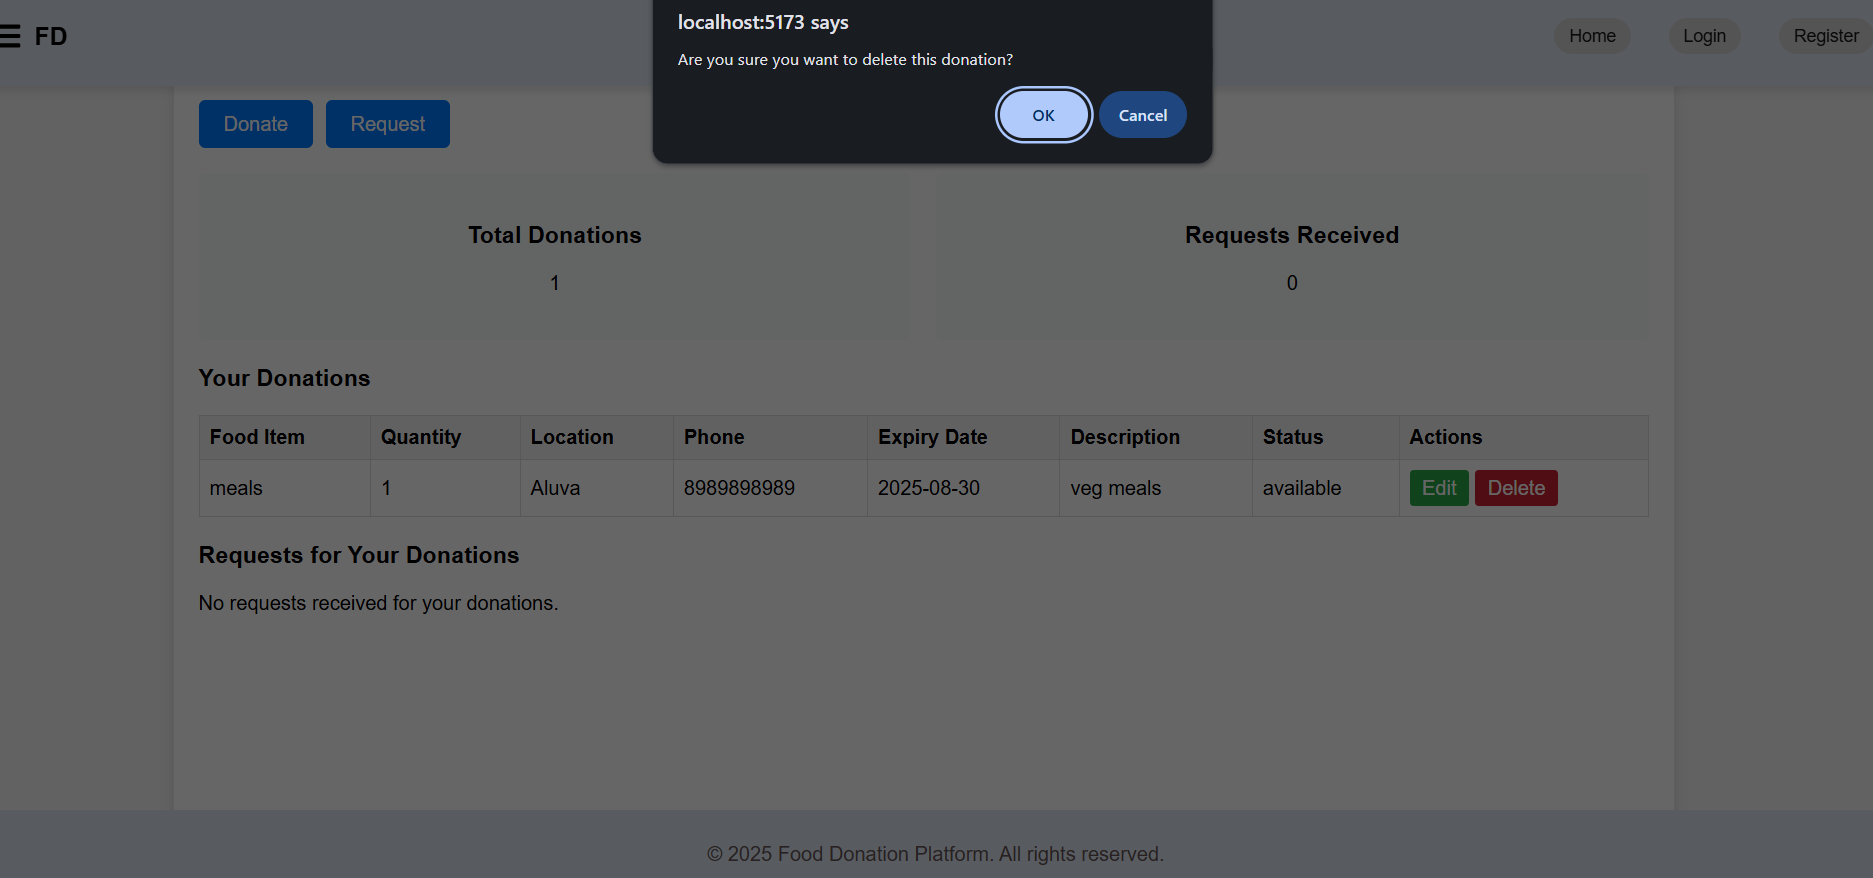 FD
Home Login Register
localhost:5173 says
Are you sure you want to delete this donation?
OK Cancel
Donate Request
Total Donations
1
Requests Received
0
Your Donations
Food Item Quantity Location Phone Expiry Date Description Status Actions
meals 1 Aluva 8989898989 2025-08-30 veg meals available Edit Delete
Requests for Your Donations
No requests received for your donations.
© 2025 Food Donation Platform. All rights reserved.